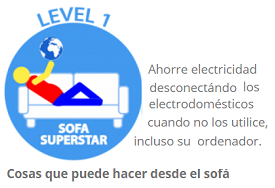 LEVEL 1
SOFA
SUPERSTAR
Ahorre electricidad
desconectándo los
electrodomésticos
cuando no los utilice,
incluso su ordenador.
Cosas que puede hacer desde el sofá